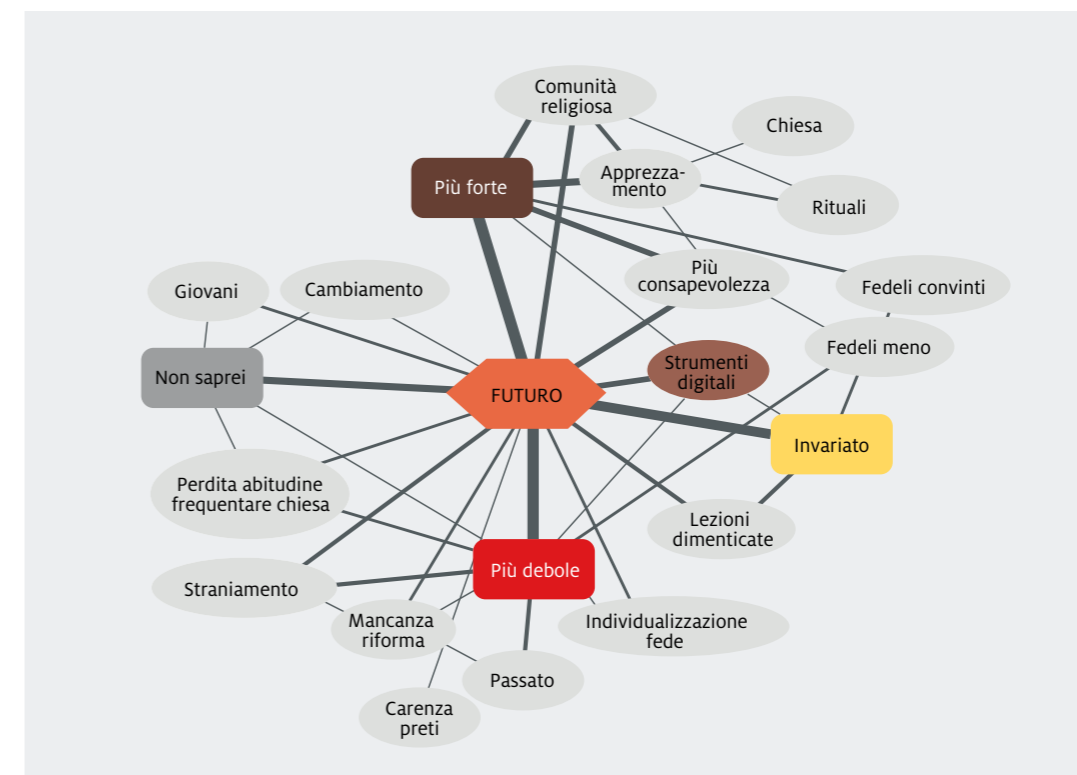 Comunità
religiosa
Chiesa
Più forte
Apprezza-
mento
Rituali
Più
consapevolezza
Fedeli convinti
Giovani
Cambiamento
Fedeli meno
Non saprei
Strumenti
digitali
FUTURO
Invariato
Perdita abitudine
frequentare chiesa
Lezioni
dimenticate
Più debole
Straniamento
Mancanza
riforma
Individualizzazione
fede
Passato
Carenza
preti